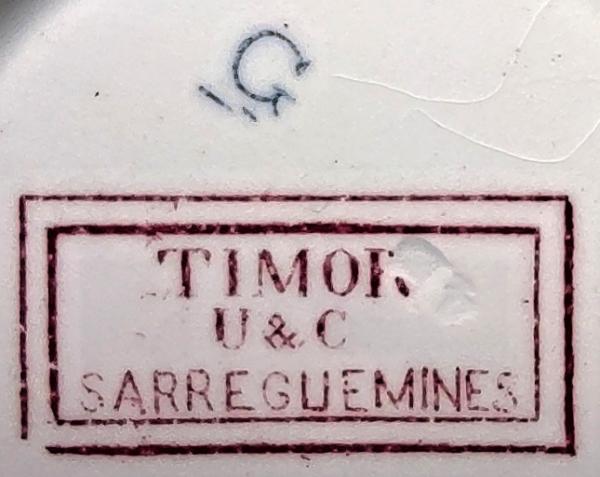 G
TIMOR
U & C
SARREGUEMINES